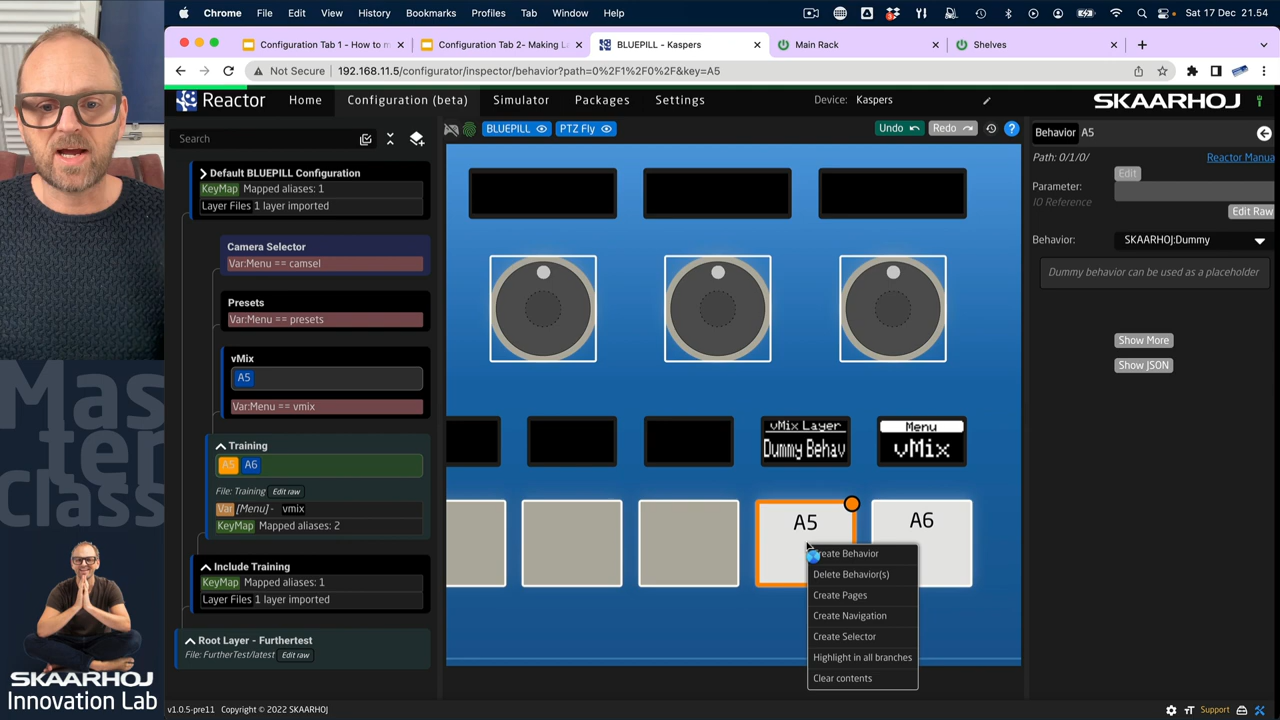 Chrome File Edit View History Bookmarks Profiles Tab Window Help Sat 17 Dec 21.54
Configuration Tab 1 - How to m Configuration Tab 2- Making L BLUEPILL - Kaspers Main Rack Shelves
Not Secure 192.168.11.5/configurator/inspector/behavior?path=0%2F1%2F0%2F&key=A5
Reactor Home Configuration (beta) Simulator Packages Settings Device: Kaspers SKAARHOJ
Search
BLUEPILL PTZ Fly Undo Redo
Default BLUEPILL Configuration
KeyMap Mapped aliases: 1
Layer Files 1 layer imported
Camera Selector
Var:Menu == camsel
Presets
Var:Menu == presets
vMix
A5
Var:Menu == vmix
Training
A5 A6
File: Training Edit raw
Var [Menu] - vmix
KeyMap Mapped aliases: 2
Include Training
KeyMap Mapped aliases: 1
Layer Files 1 layer imported
Root Layer - Furthertest
File: FurtherTest/latest Edit raw
vMix Layer
Dummy Behav
Menu
vMix
A5
A6
Create Behavior
Delete Behavior(s)
Create Pages
Create Navigation
Create Selector
Highlight in all branches
Clear contents
Behavior A5
Path: 0/1/0/ Reactor Manua
Edit
Parameter:
IO Reference
Edit Raw
Behavior: SKAARHOJ:Dummy
Dummy behavior can be used as a placeholder
Show More
Show JSON
Mas
ter
Class
SKAARHOJ
Innovation Lab
v1.0.5-pre11 Copyright © 2022 SKAARHOJ Support